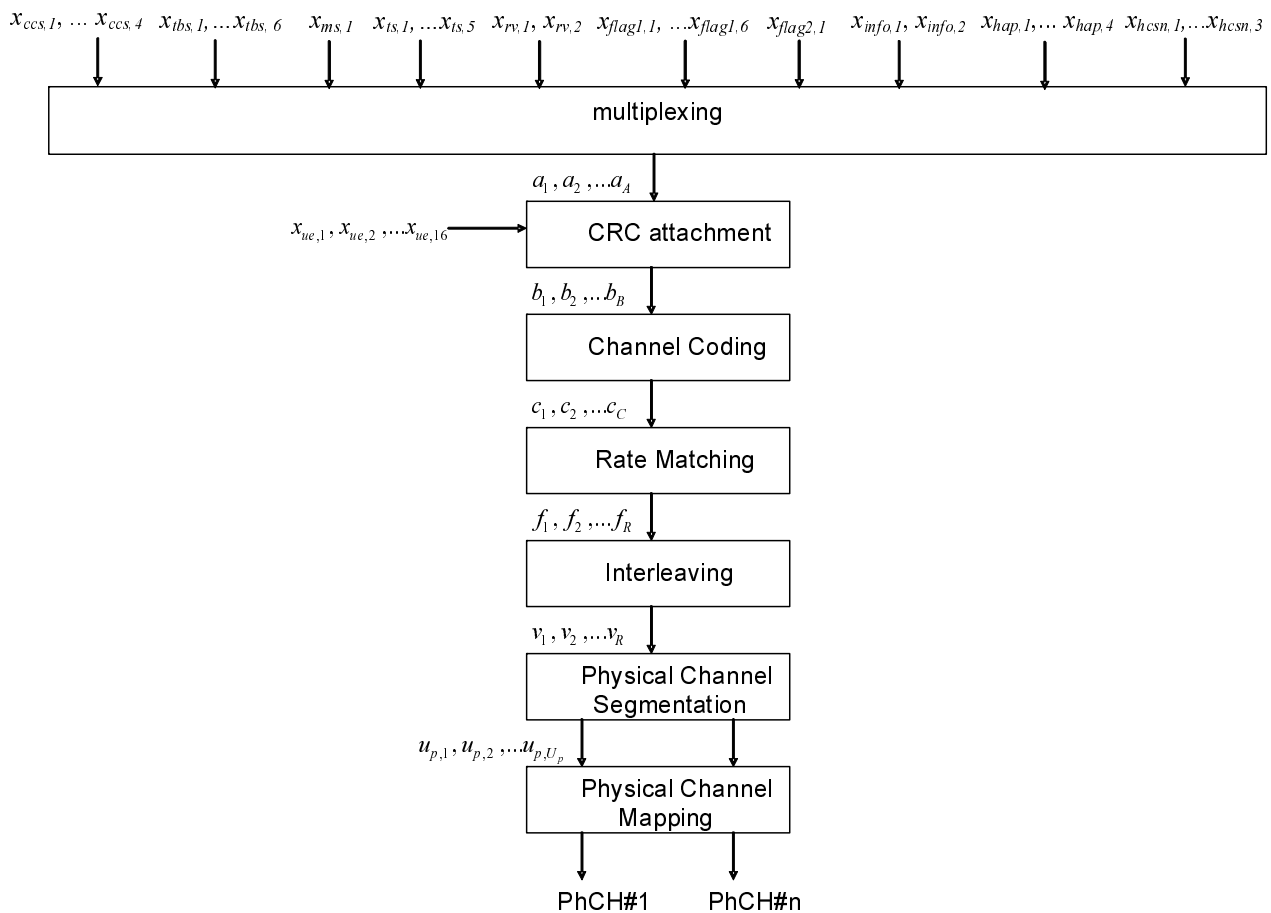 x_{ccs,1}, ... x_{ccs,4} x_{tbs,1}, ...x_{tbs,6} x_{ms,1} x_{ts,1}, ...x_{ts,5} x_{rv,1}, x_{rv,2} x_{flag1,1}, ...x_{flag1,6} x_{flag2,1} x_{info,1}, x_{info,2} x_{hap,1},... x_{hap,4} x_{hcsn,1},...x_{hcsn,3}
multiplexing
a_1, a_2, ...a_A
x_{ue,1}, x_{ue,2}, ...x_{ue,16}
CRC attachment
b_1, b_2, ...b_B
Channel Coding
c_1, c_2, ...c_C
Rate Matching
f_1, f_2, ...f_R
Interleaving
v_1, v_2, ...v_R
Physical Channel
Segmentation
u_{p,1}, u_{p,2}, ...u_{p,U_p}
Physical Channel
Mapping
PhCH#1 PhCH#n